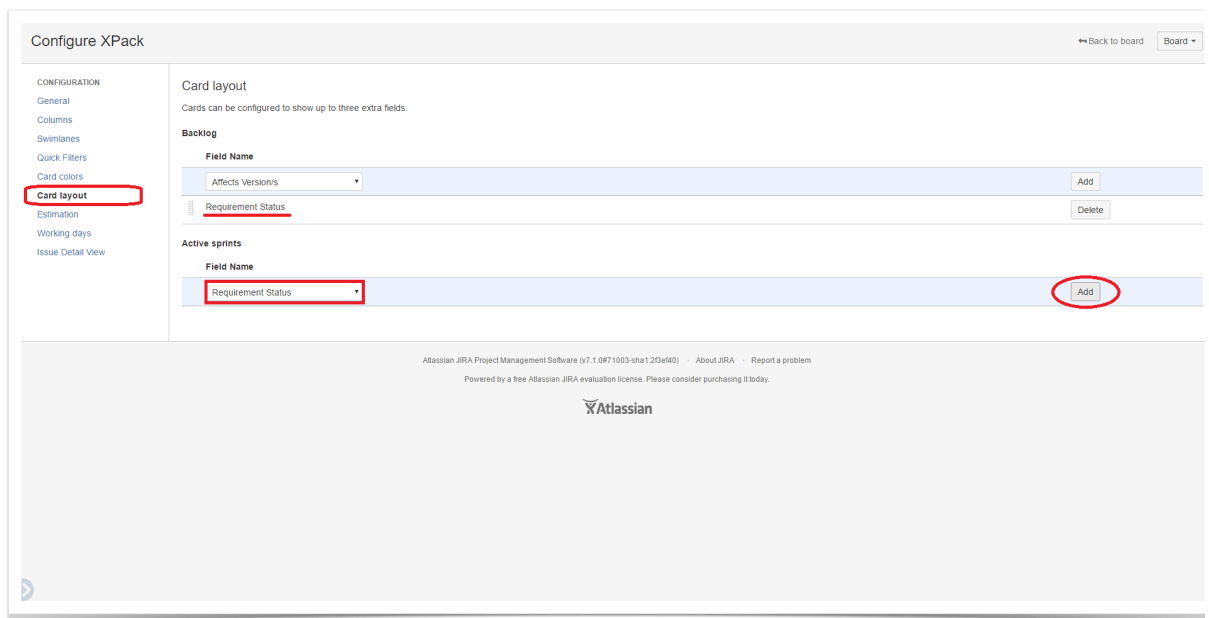 Configure XPack
Back to board Board
CONFIGURATION
General
Columns
Swimlanes
Quick Filters
Card colors
Card layout
Estimation
Working days
Issue Detail View
Card layout
Cards can be configured to show up to three extra fields.
Backlog
Field Name
Affects Version/s Add
Requirement Status Delete
Active sprints
Field Name
Requirement Status Add
Atlassian JIRA Project Management Software (v7.1.0#71003-sha1:2f3ef40) · About JIRA · Report a problem
Powered by a free Atlassian JIRA evaluation license. Please consider purchasing it today.
Atlassian